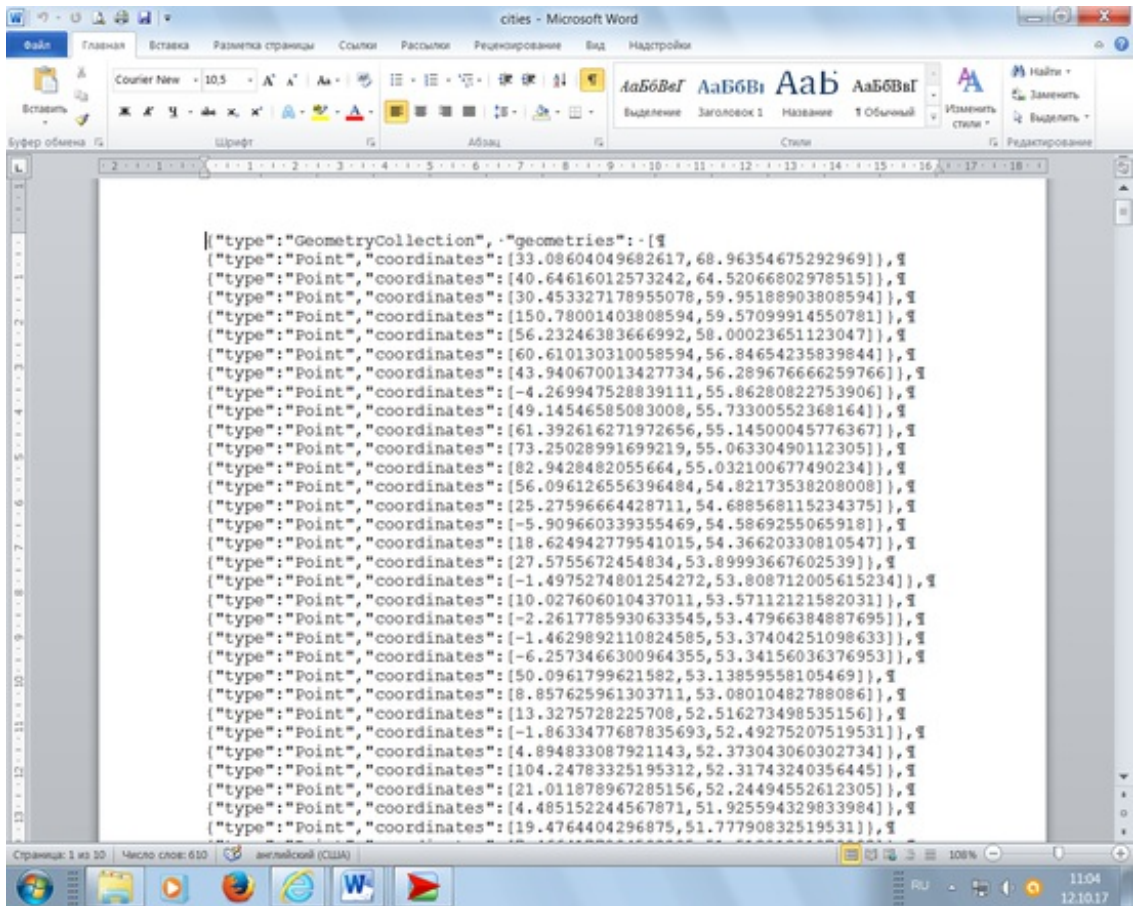 cities - Microsoft Word
Файл Главная Вставка Разметка страницы Ссылки Рассылки Рецензирование Вид Надстройки
Courier New 10,5
Найти
Заменить
Выделить
Вставить
Ж К Ч abc x, x'
АаБбВвГ АаБбВı АаЬ АаБбВвГ
Выделение Заголовок 1 Название ¶ Обычный
Изменить стили
Буфер обмена Шрифт Абзац Стили Редактирование
{"type":"GeometryCollection", ·"geometries": ·[¶
{"type":"Point","coordinates":[33.08604049682617,68.96354675292969]},¶
{"type":"Point","coordinates":[40.64616012573242,64.52066802978515]},¶
{"type":"Point","coordinates":[30.453327178955078,59.95188903808594]},¶
{"type":"Point","coordinates":[150.78001403808594,59.57099914550781]},¶
{"type":"Point","coordinates":[56.23246383666992,58.00023651123047]},¶
{"type":"Point","coordinates":[60.610130310058594,56.84654235839844]},¶
{"type":"Point","coordinates":[43.940670013427734,56.289676666259766]},¶
{"type":"Point","coordinates":[-4.269947528839111,55.86280822753906]},¶
{"type":"Point","coordinates":[49.14546585083008,55.73300552368164]},¶
{"type":"Point","coordinates":[61.392616271972656,55.14500045776367]},¶
{"type":"Point","coordinates":[73.25028991699219,55.06330490112305]},¶
{"type":"Point","coordinates":[82.9428482055664,55.032100677490234]},¶
{"type":"Point","coordinates":[56.096126556396484,54.82173538208008]},¶
{"type":"Point","coordinates":[25.27596664428711,54.688568115234375]},¶
{"type":"Point","coordinates":[-5.909660339355469,54.5869255065918]},¶
{"type":"Point","coordinates":[18.624942779541015,54.36620330810547]},¶
{"type":"Point","coordinates":[27.5755672454834,53.89993667602539]},¶
{"type":"Point","coordinates":[-1.4975274801254272,53.808712005615234]},¶
{"type":"Point","coordinates":[10.027606010437011,53.57112121582031]},¶
{"type":"Point","coordinates":[-2.2617785930633545,53.47966384887695]},¶
{"type":"Point","coordinates":[-1.4629892110824585,53.37404251098633]},¶
{"type":"Point","coordinates":[-6.2573466300964355,53.34156036376953]},¶
{"type":"Point","coordinates":[50.0961799621582,53.13859558105469]},¶
{"type":"Point","coordinates":[8.857625961303711,53.08010482788086]},¶
{"type":"Point","coordinates":[13.3275728225708,52.516273498535156]},¶
{"type":"Point","coordinates":[-1.8633477687835693,52.49275207519531]},¶
{"type":"Point","coordinates":[4.894833087921143,52.373043060302734]},¶
{"type":"Point","coordinates":[104.24783325195312,52.31743240356445]},¶
{"type":"Point","coordinates":[21.011878967285156,52.24494552612305]},¶
{"type":"Point","coordinates":[4.485152244567871,51.925594329833984]},¶
{"type":"Point","coordinates":[19.4764404296875,51.77790832519531]},¶
Страница: 1 из 10 Число слов: 610 английский (США) 108%
RU 11:04
12.10.17